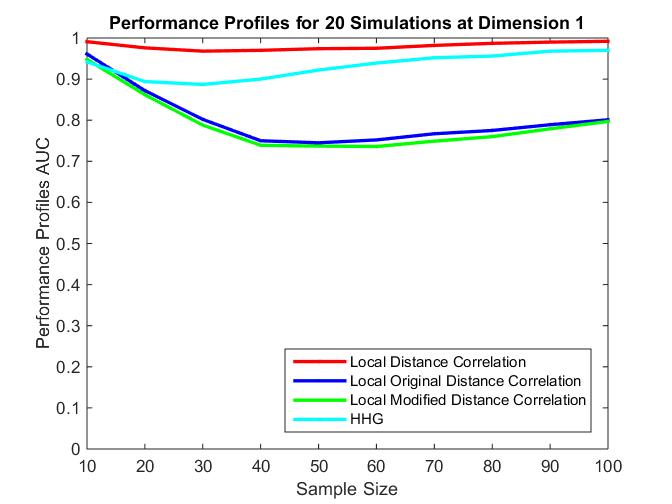 Performance Profiles for 20 Simulations at Dimension 1
Performance Profiles AUC
1
0.9
0.8
0.7
0.6
0.5
0.4
0.3
0.2
0.1
0
Local Distance Correlation
Local Original Distance Correlation
Local Modified Distance Correlation
HHG
10 20 30 40 50 60 70 80 90 100
Sample Size